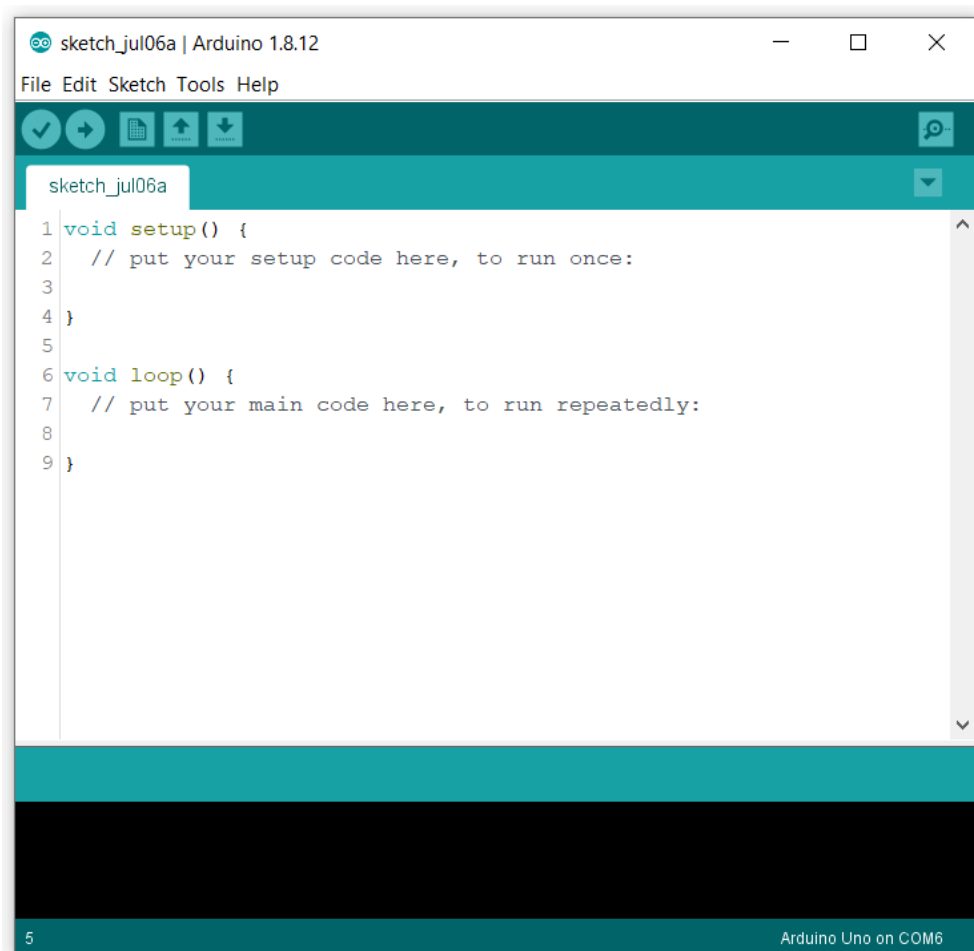 sketch_jul06a | Arduino 1.8.12
File Edit Sketch Tools Help
sketch_jul06a
1 void setup() {
2   // put your setup code here, to run once:
3
4 }
5
6 void loop() {
7   // put your main code here, to run repeatedly:
8
9 }
5 Arduino Uno on COM6